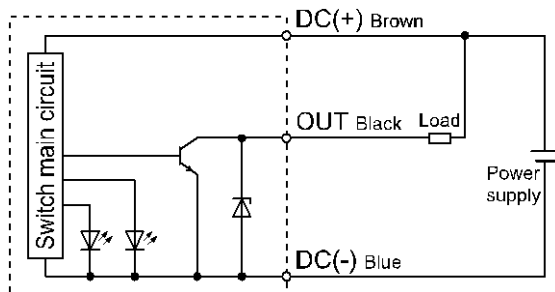 DC(+) Brown
Switch main circuit
OUT Black
Load
Power
supply
DC(-) Blue